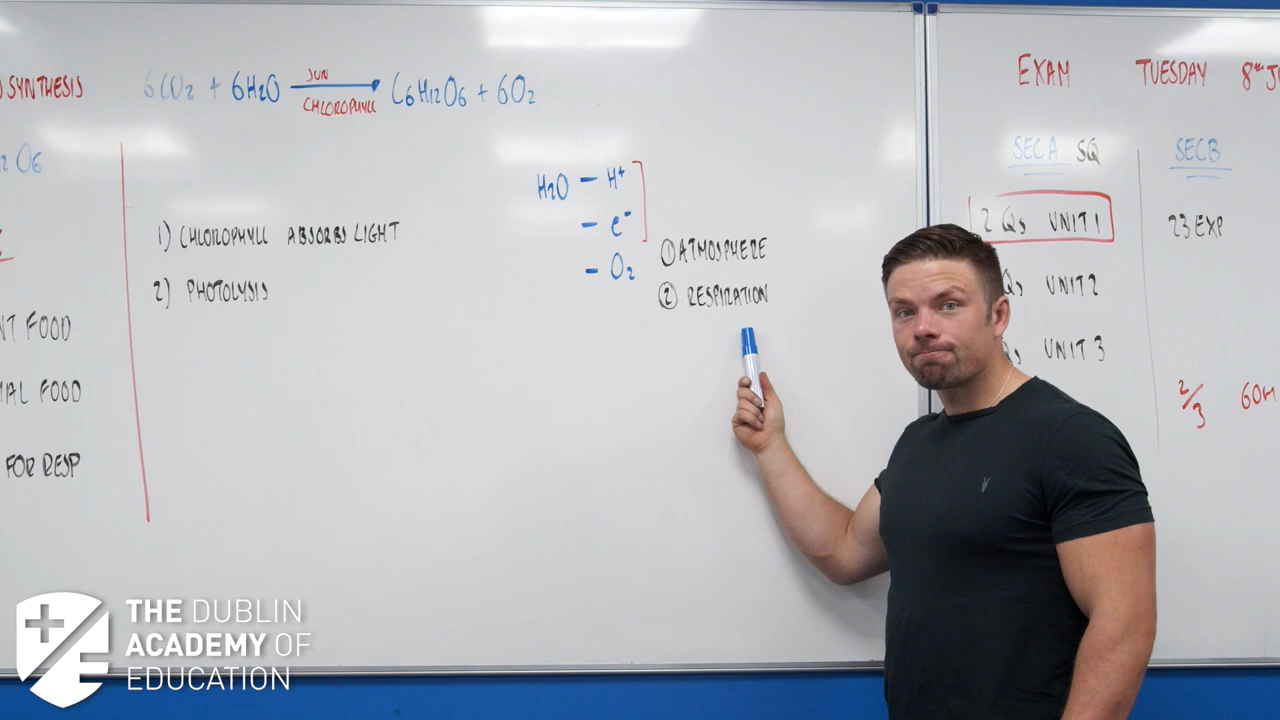 SYNTHESIS
6CO2 + 6H2O SUN CHLOROPHYLL C6H12O6 + 6O2
O6
NT FOOD
AL FOOD
FOR RESP
1) CHLOROPHYLL ABSORBS LIGHT
2) PHOTOLYSIS
H2O - H+
- e-
- O2
① ATMOSPHERE
② RESPIRATION
EXAM TUESDAY 8TH
SEC A SQ
SEC B
2 Qs UNIT 1
Qs UNIT 2
Qs UNIT 3
23 EXP
2/3 60M
THE DUBLIN
ACADEMY OF
EDUCATION